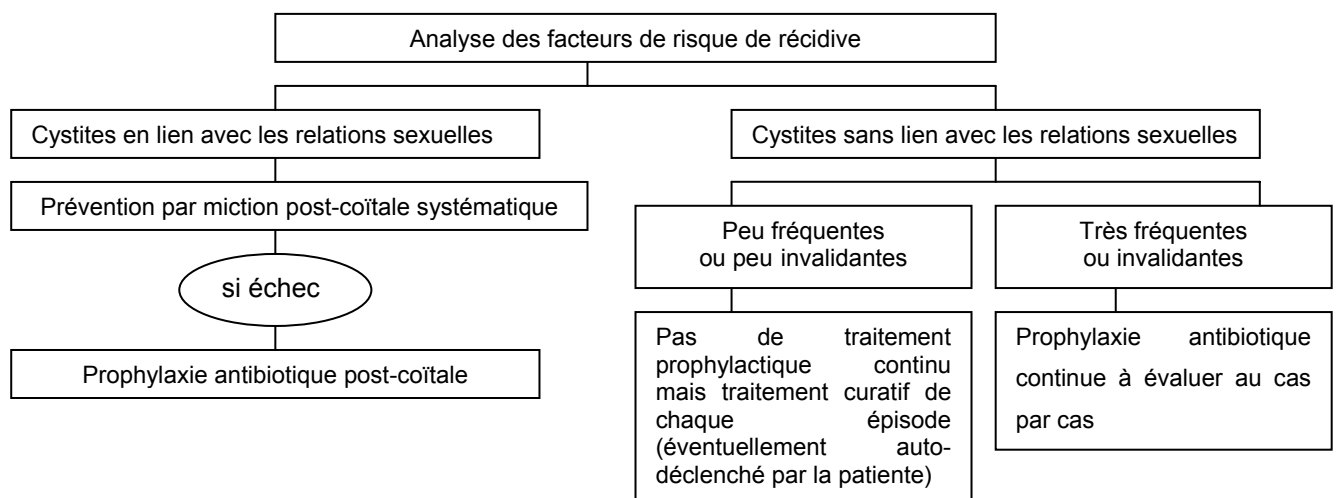 Analyse des facteurs de risque de récidive
Cystites en lien avec les relations sexuelles
Prévention par miction post-coïtale systématique
si échec
Prophylaxie antibiotique post-coïtale
Cystites sans lien avec les relations sexuelles
Peu fréquentes
ou peu invalidantes
Pas de traitement
prophylactique continu
mais traitement curatif de
chaque épisode
(éventuellement auto-
déclenché par la patiente)
Très fréquentes
ou invalidantes
Prophylaxie antibiotique
continue à évaluer au cas
par cas